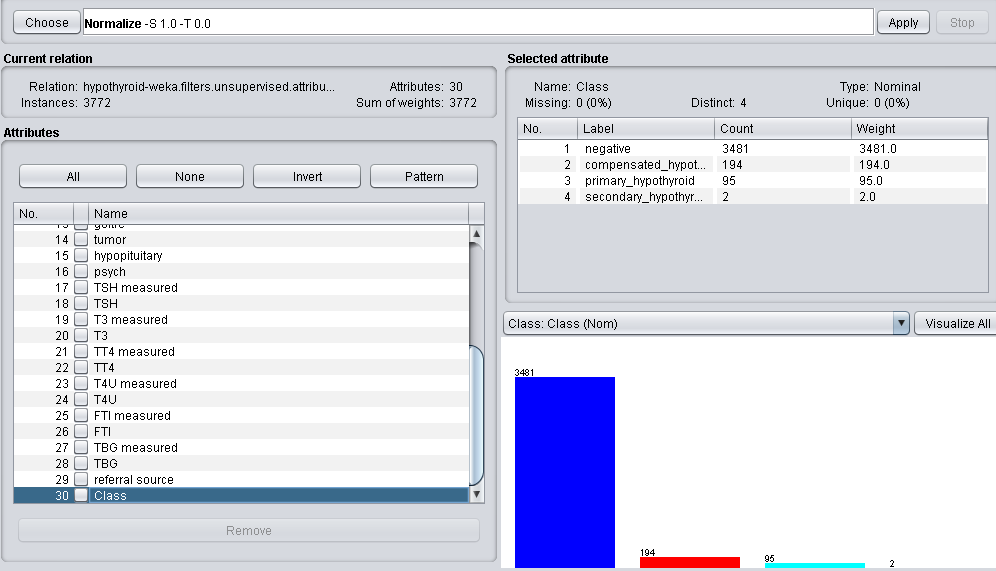 Choose Normalize -S 1.0 -T 0.0 Apply Stop
Current relation
Relation: hypothyroid-weka.filters.unsupervised.attribu... Attributes: 30
Instances: 3772 Sum of weights: 3772
Attributes
All None Invert Pattern
No. Name
13 goitre
14 tumor
15 hypopituitary
16 psych
17 TSH measured
18 TSH
19 T3 measured
20 T3
21 TT4 measured
22 TT4
23 T4U measured
24 T4U
25 FTI measured
26 FTI
27 TBG measured
28 TBG
29 referral source
30 Class
Remove
Selected attribute
Name: Class Type: Nominal
Missing: 0 (0%) Distinct: 4 Unique: 0 (0%)
No. Label Count Weight
1 negative 3481 3481.0
2 compensated_hypot... 194 194.0
3 primary_hypothyroid 95 95.0
4 secondary_hypothyr... 2 2.0
Class: Class (Nom) Visualize All
3481
194
95
2